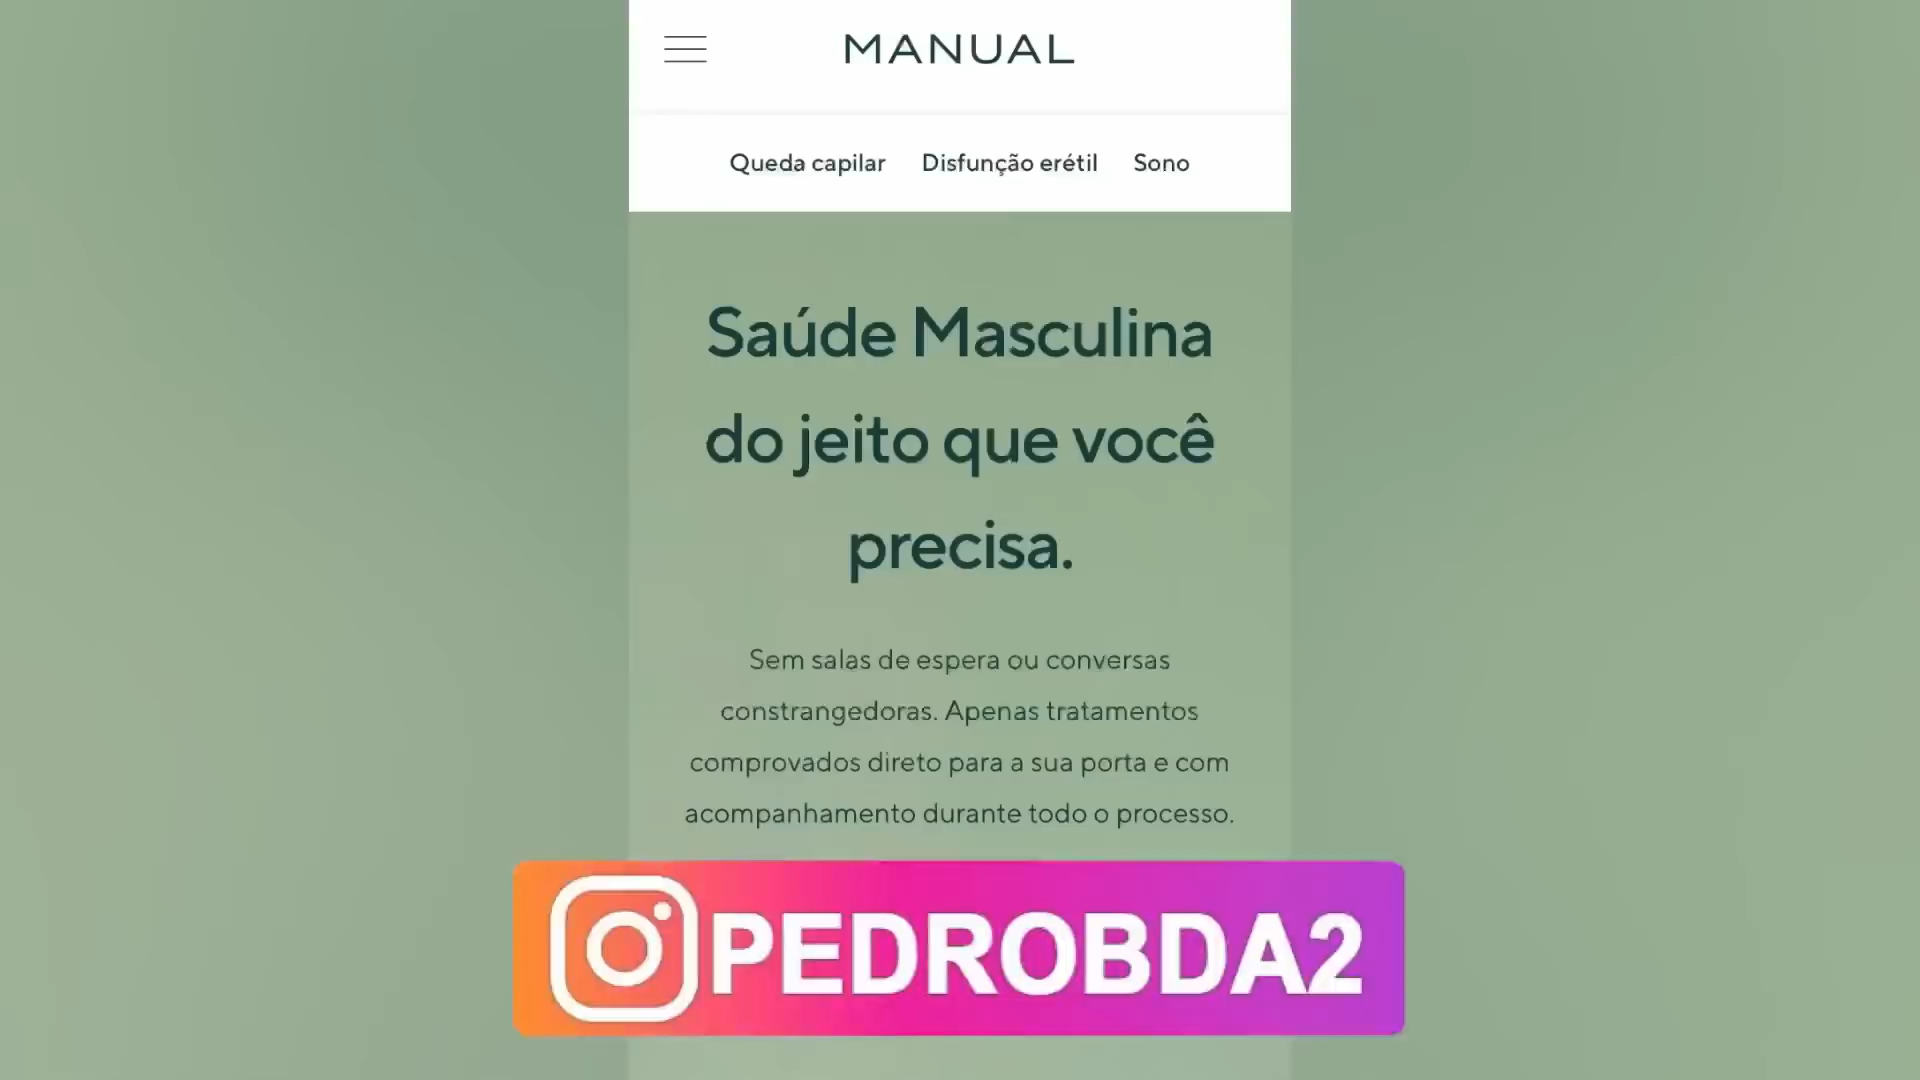 MANUAL
Queda capilar Disfunção erétil Sono
Saúde Masculina
do jeito que você
precisa.
Sem salas de espera ou conversas
constrangedoras. Apenas tratamentos
comprovados direto para a sua porta e com
acompanhamento durante todo o processo.
PEDROBDA2